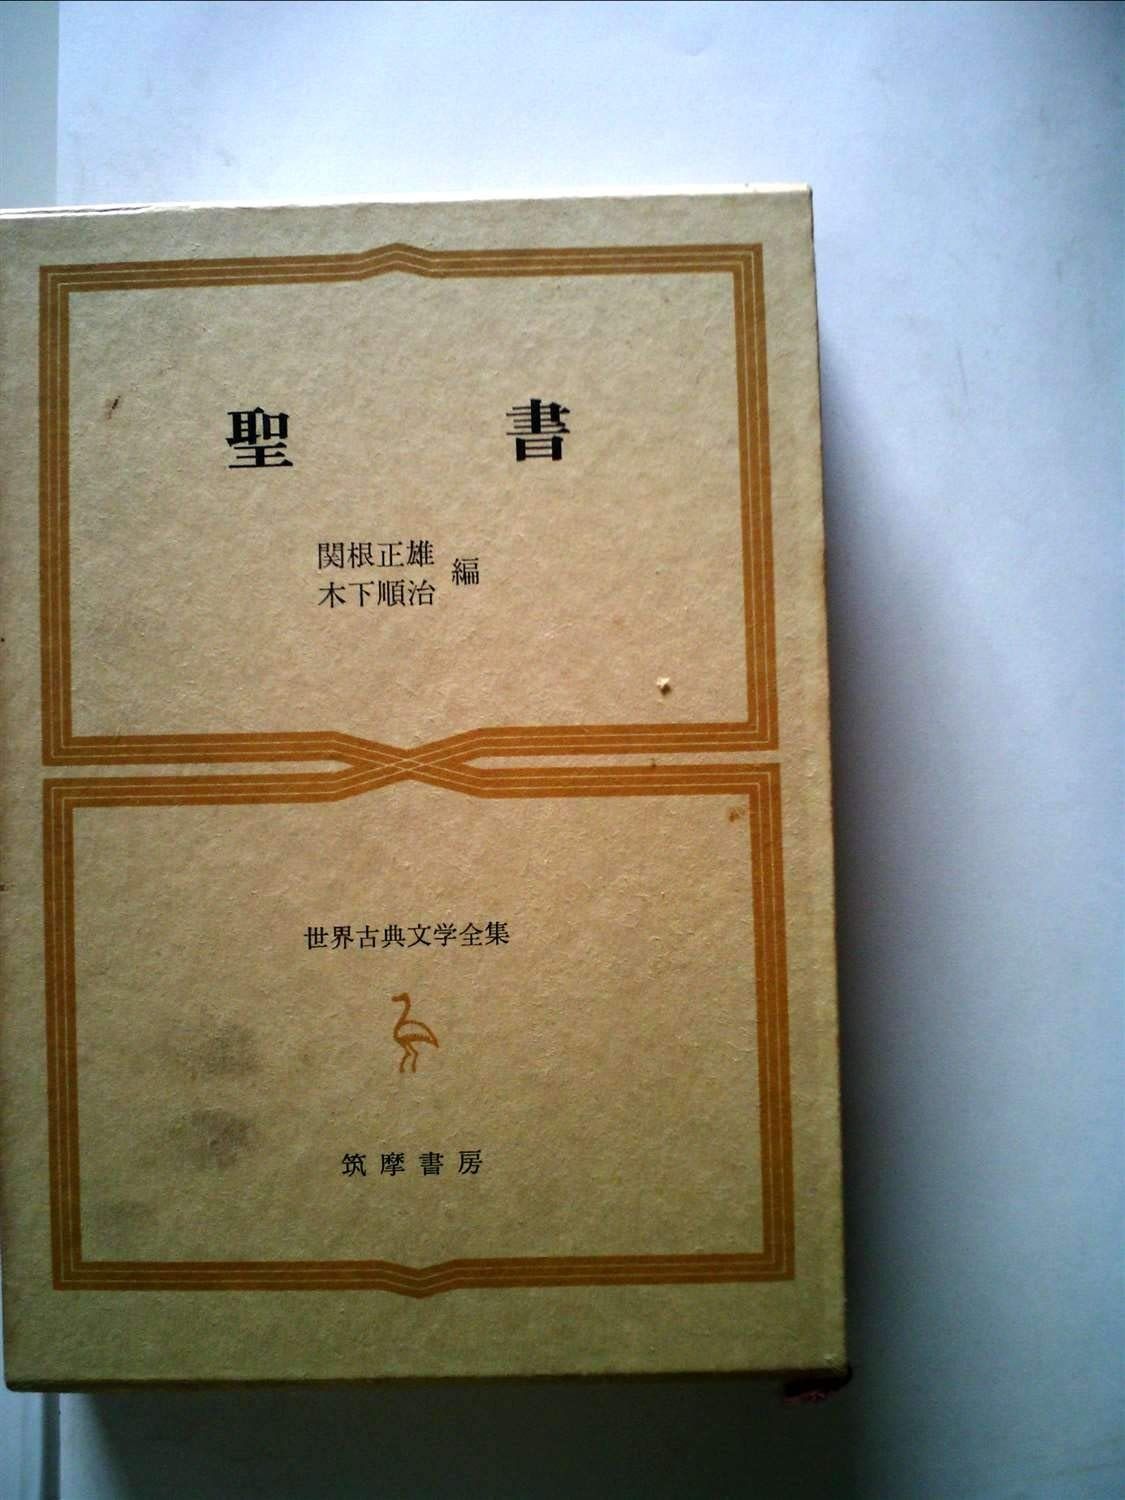 聖書
関根正雄
木下順治 編
世界古典文学全集
筑摩書房